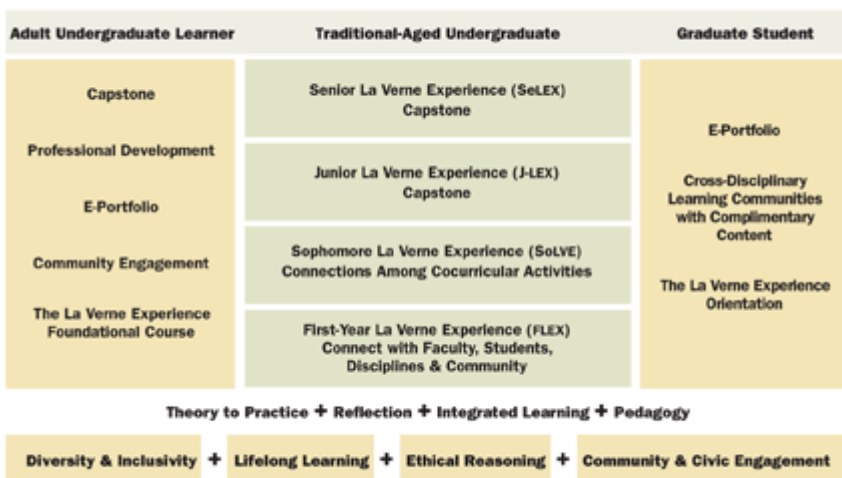 Adult Undergraduate Learner
Traditional-Aged Undergraduate
Graduate Student
Capstone
Professional Development
E-Portfolio
Community Engagement
The La Verne Experience
Foundational Course
Senior La Verne Experience (SeLEX)
Capstone
Junior La Verne Experience (J-LEX)
Capstone
Sophomore La Verne Experience (SoLVE)
Connections Among Cocurricular Activities
First-Year La Verne Experience (FLEX)
Connect with Faculty, Students,
Disciplines & Community
E-Portfolio
Cross-Disciplinary
Learning Communities
with Complimentary
Content
The La Verne Experience
Orientation
Theory to Practice + Reflection + Integrated Learning + Pedagogy
Diversity & Inclusivity + Lifelong Learning + Ethical Reasoning + Community & Civic Engagement